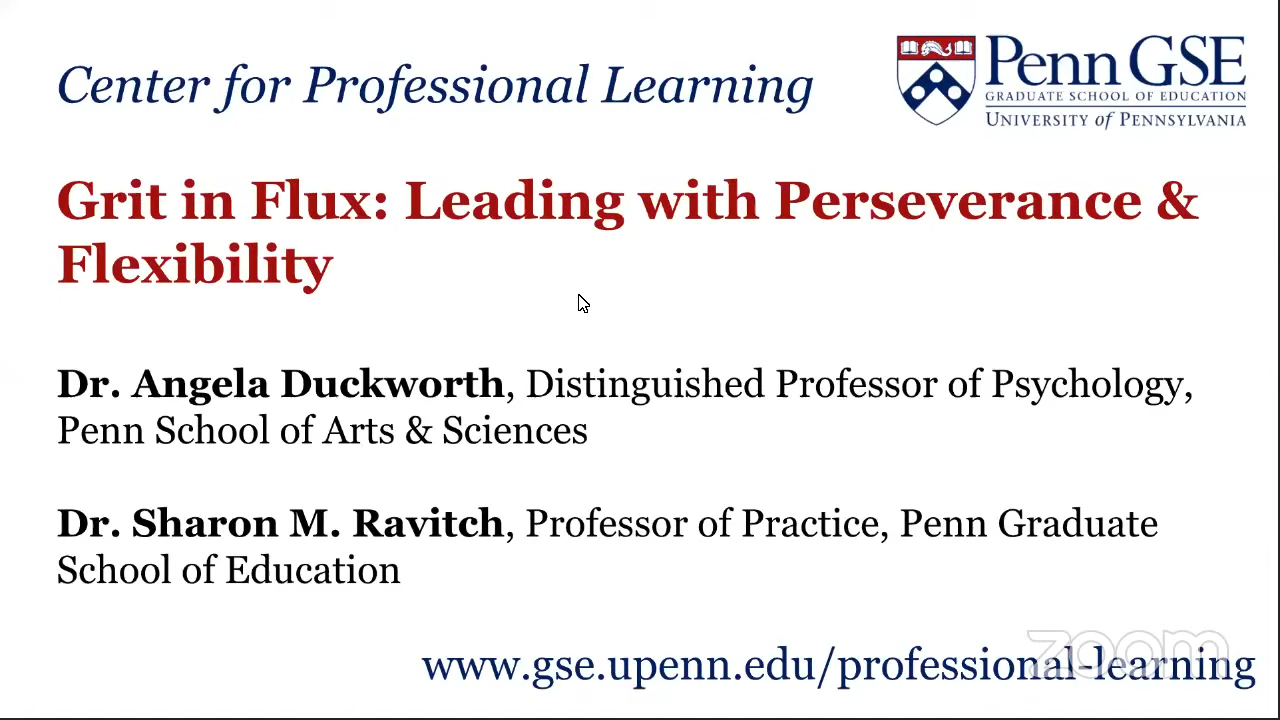 Center for Professional Learning
Penn GSE
GRADUATE SCHOOL OF EDUCATION
UNIVERSITY of PENNSYLVANIA
Grit in Flux: Leading with Perseverance &
Flexibility
Dr. Angela Duckworth, Distinguished Professor of Psychology,
Penn School of Arts & Sciences
Dr. Sharon M. Ravitch, Professor of Practice, Penn Graduate
School of Education
zoom
www.gse.upenn.edu/professional-learning